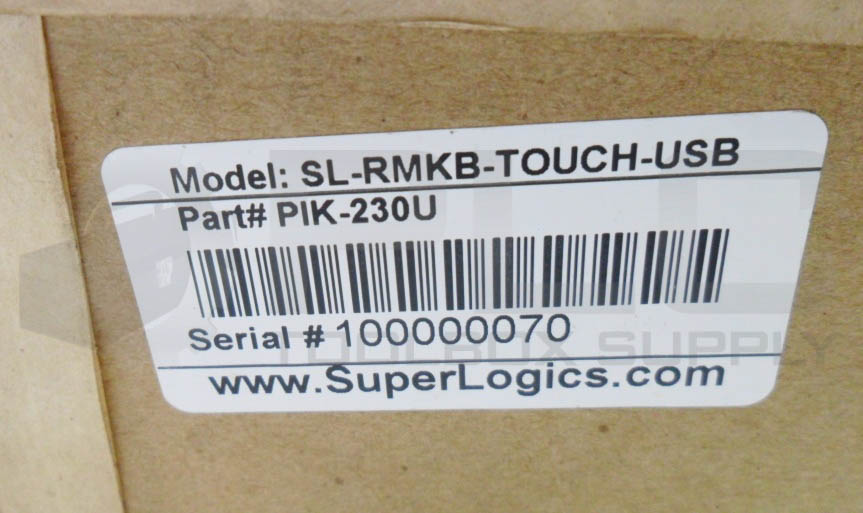 Model: SL-RMKB-TOUCH-USB
Part# PIK-230U
Serial # 100000070
TOOLBOX SUPPLY
www.SuperLogics.com